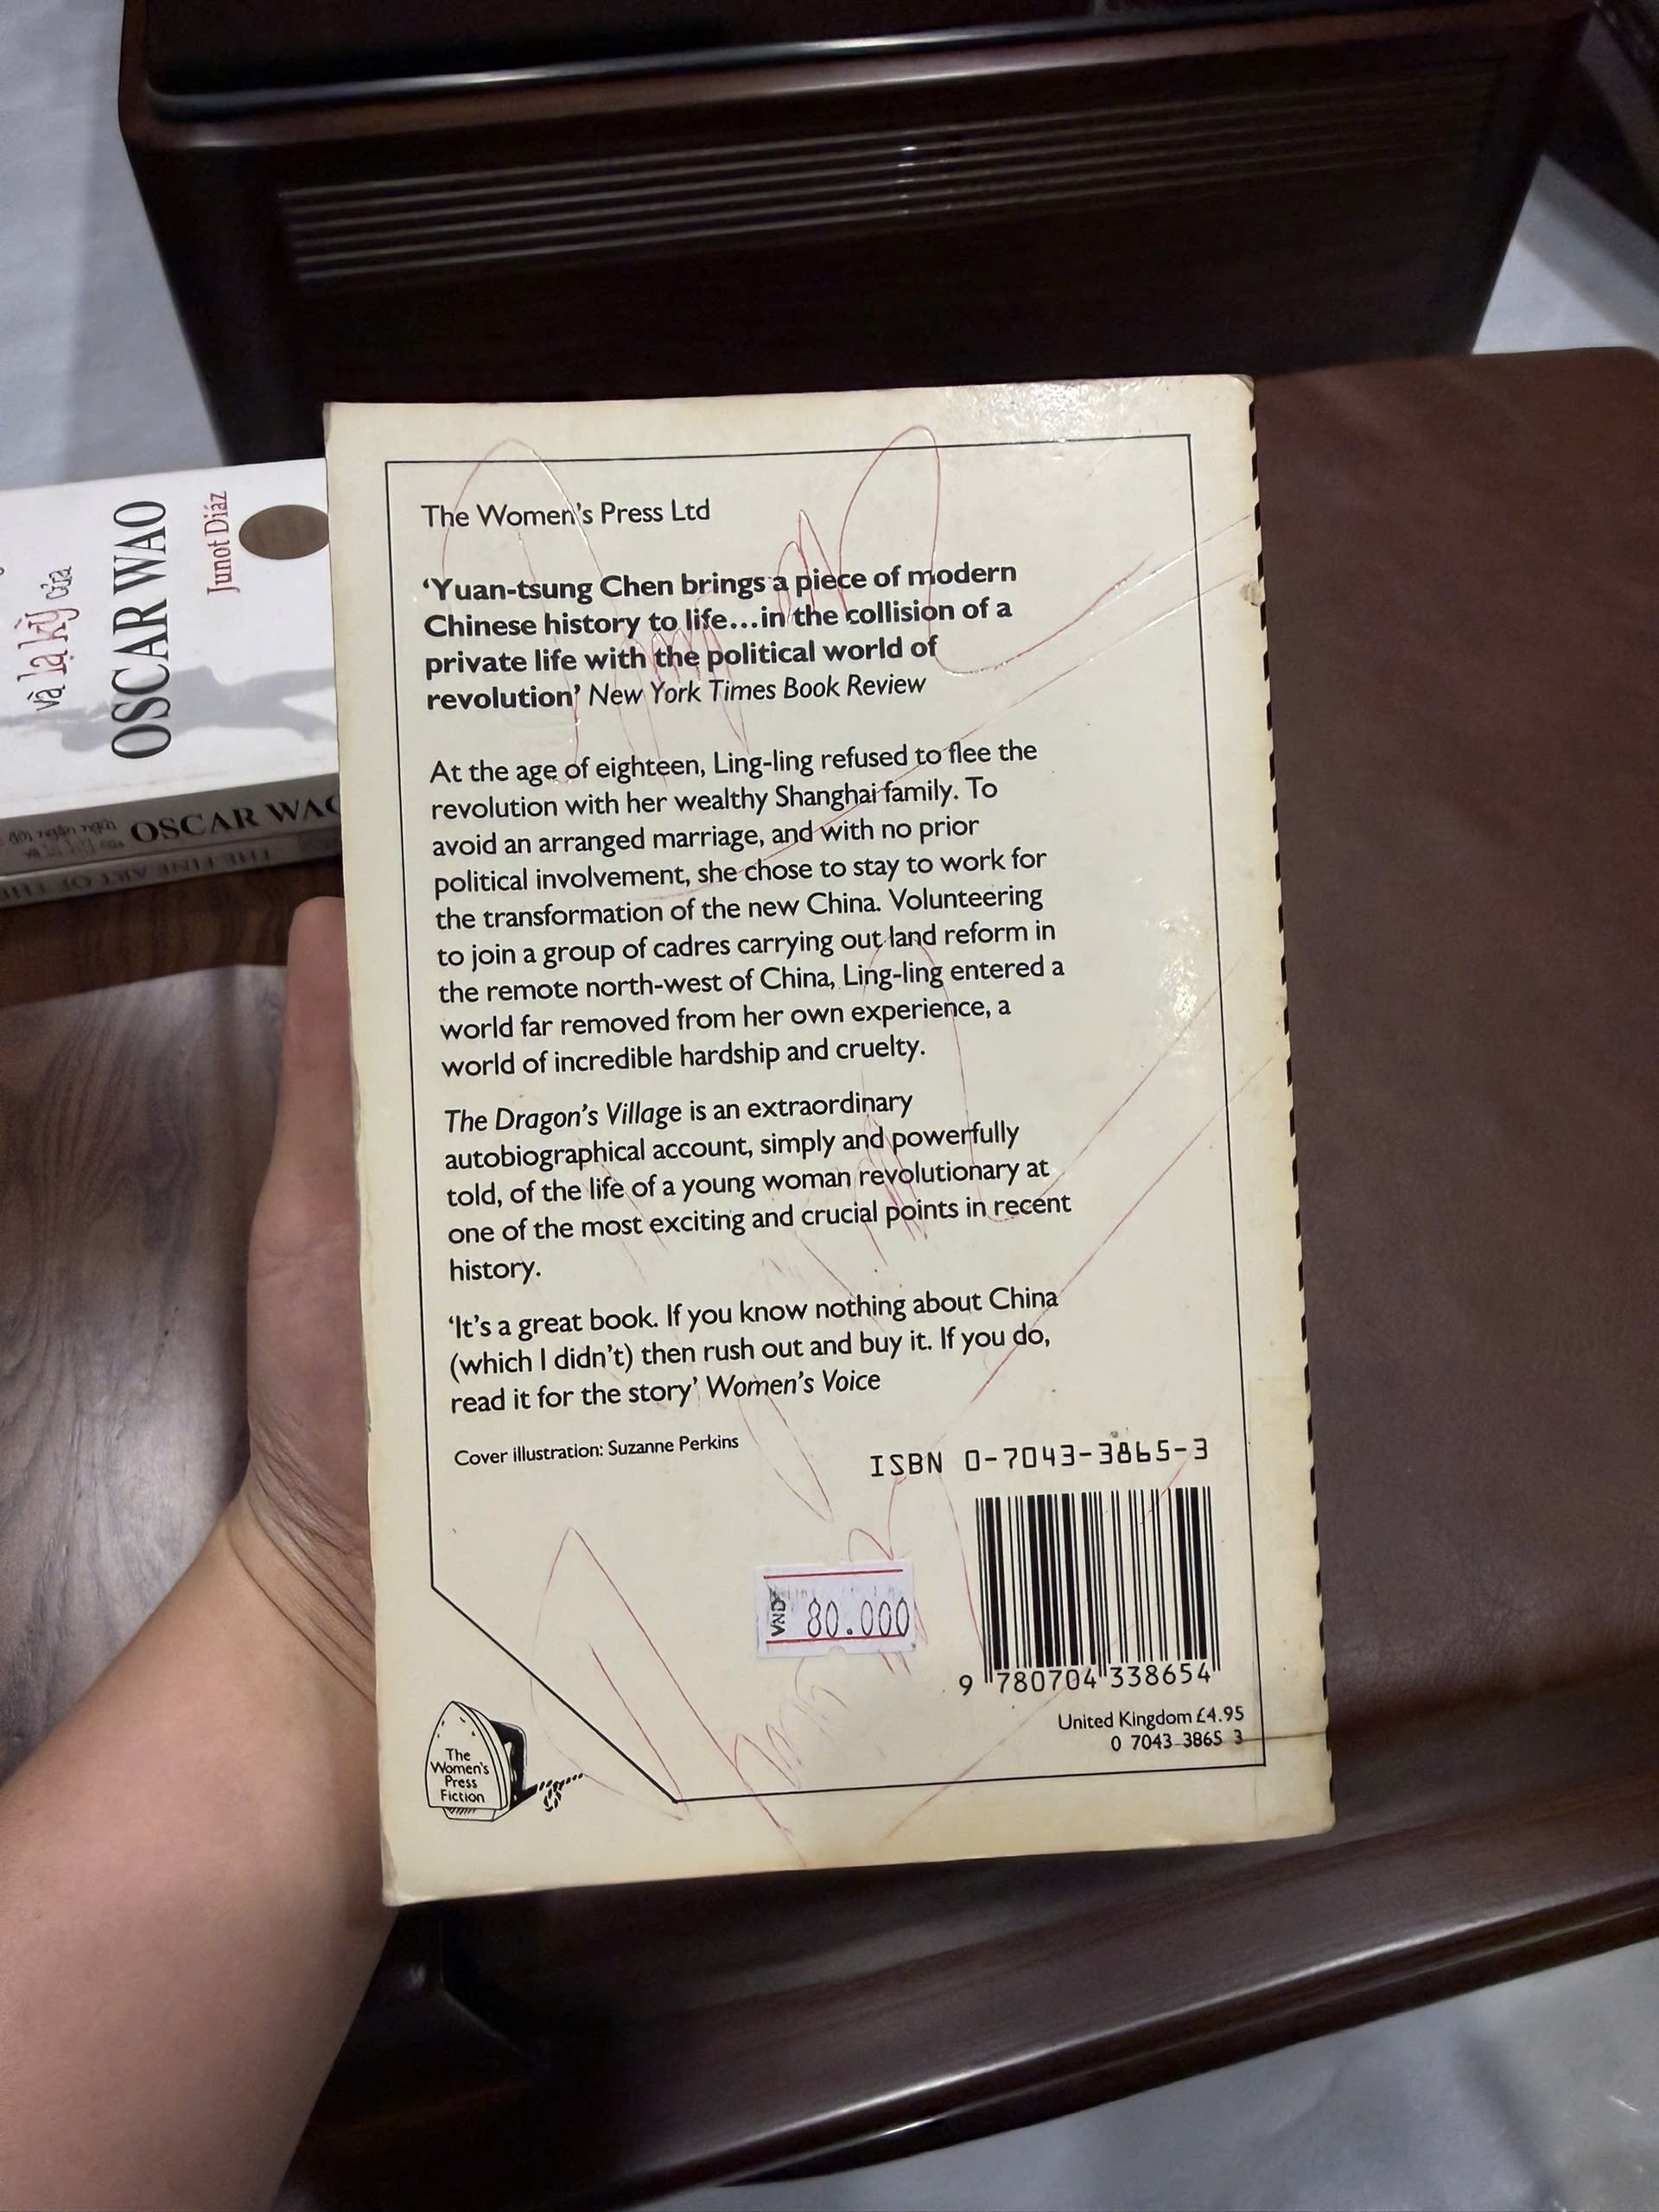 The Women's Press Ltd
‘Yuan-tsung Chen brings a piece of modern
Chinese history to life...in the collision of a
private life with the political world of
revolution’ New York Times Book Review
At the age of eighteen, Ling-ling refused to flee the
revolution with her wealthy Shanghai family. To
avoid an arranged marriage, and with no prior
political involvement, she chose to stay to work for
the transformation of the new China. Volunteering
to join a group of cadres carrying out land reform in
the remote north-west of China, Ling-ling entered a
world far removed from her own experience, a
world of incredible hardship and cruelty.
The Dragon's Village is an extraordinary
autobiographical account, simply and powerfully
told, of the life of a young woman revolutionary at
one of the most exciting and crucial points in recent
history.
‘It's a great book. If you know nothing about China
(which I didn't) then rush out and buy it. If you do,
read it for the story’ Women's Voice
Cover illustration: Suzanne Perkins
ISBN 0-7043-3865-3
VND 80.000
9 780704 338654
United Kingdom £4.95
0 7043 3865 3
The
Women's
Press
Fiction
và lạ kỳ của
OSCAR WAO
Junot Díaz
OSCAR WAO
THE FINE ART OF